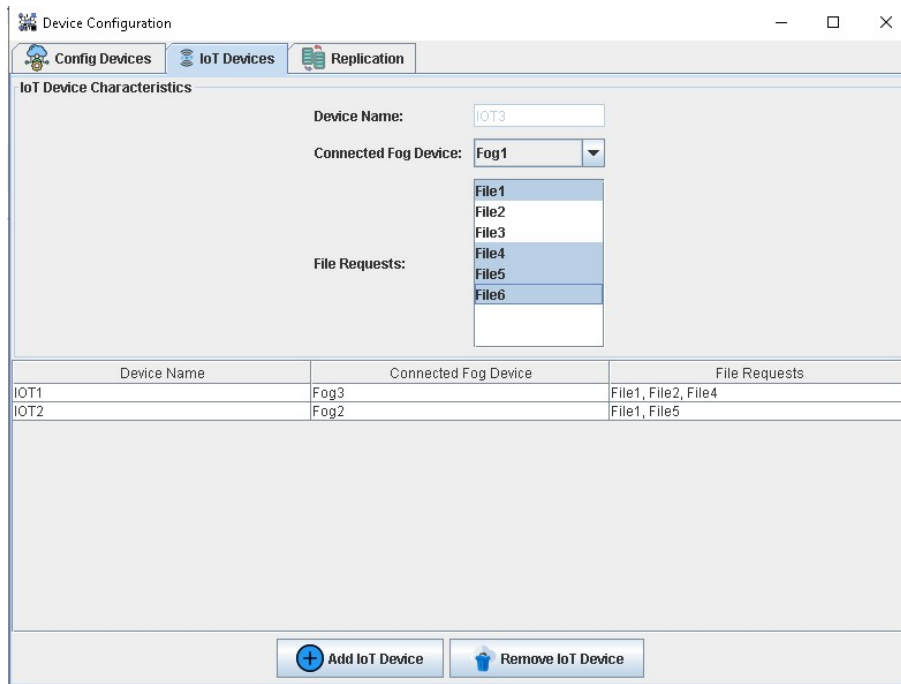 Device Configuration
Config Devices IoT Devices Replication
IoT Device Characteristics
Device Name: IOT3
Connected Fog Device: Fog1
File Requests:
File1
File2
File3
File4
File5
File6
Device Name Connected Fog Device File Requests
IOT1 Fog3 File1, File2, File4
IOT2 Fog2 File1, File5
Add IoT Device Remove IoT Device